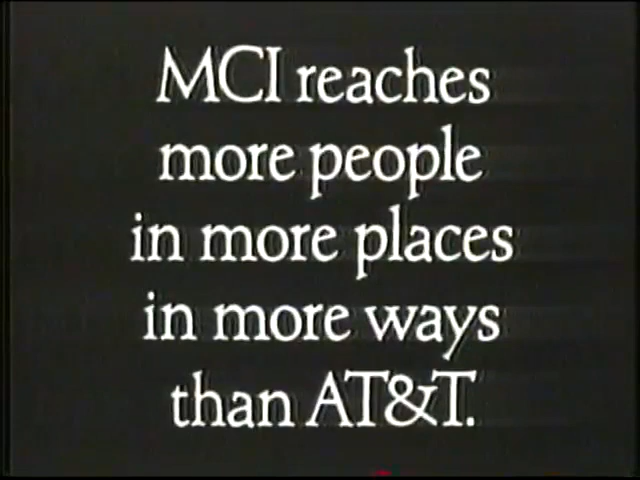 MCI reaches
more people
in more places
in more ways
than AT&T.